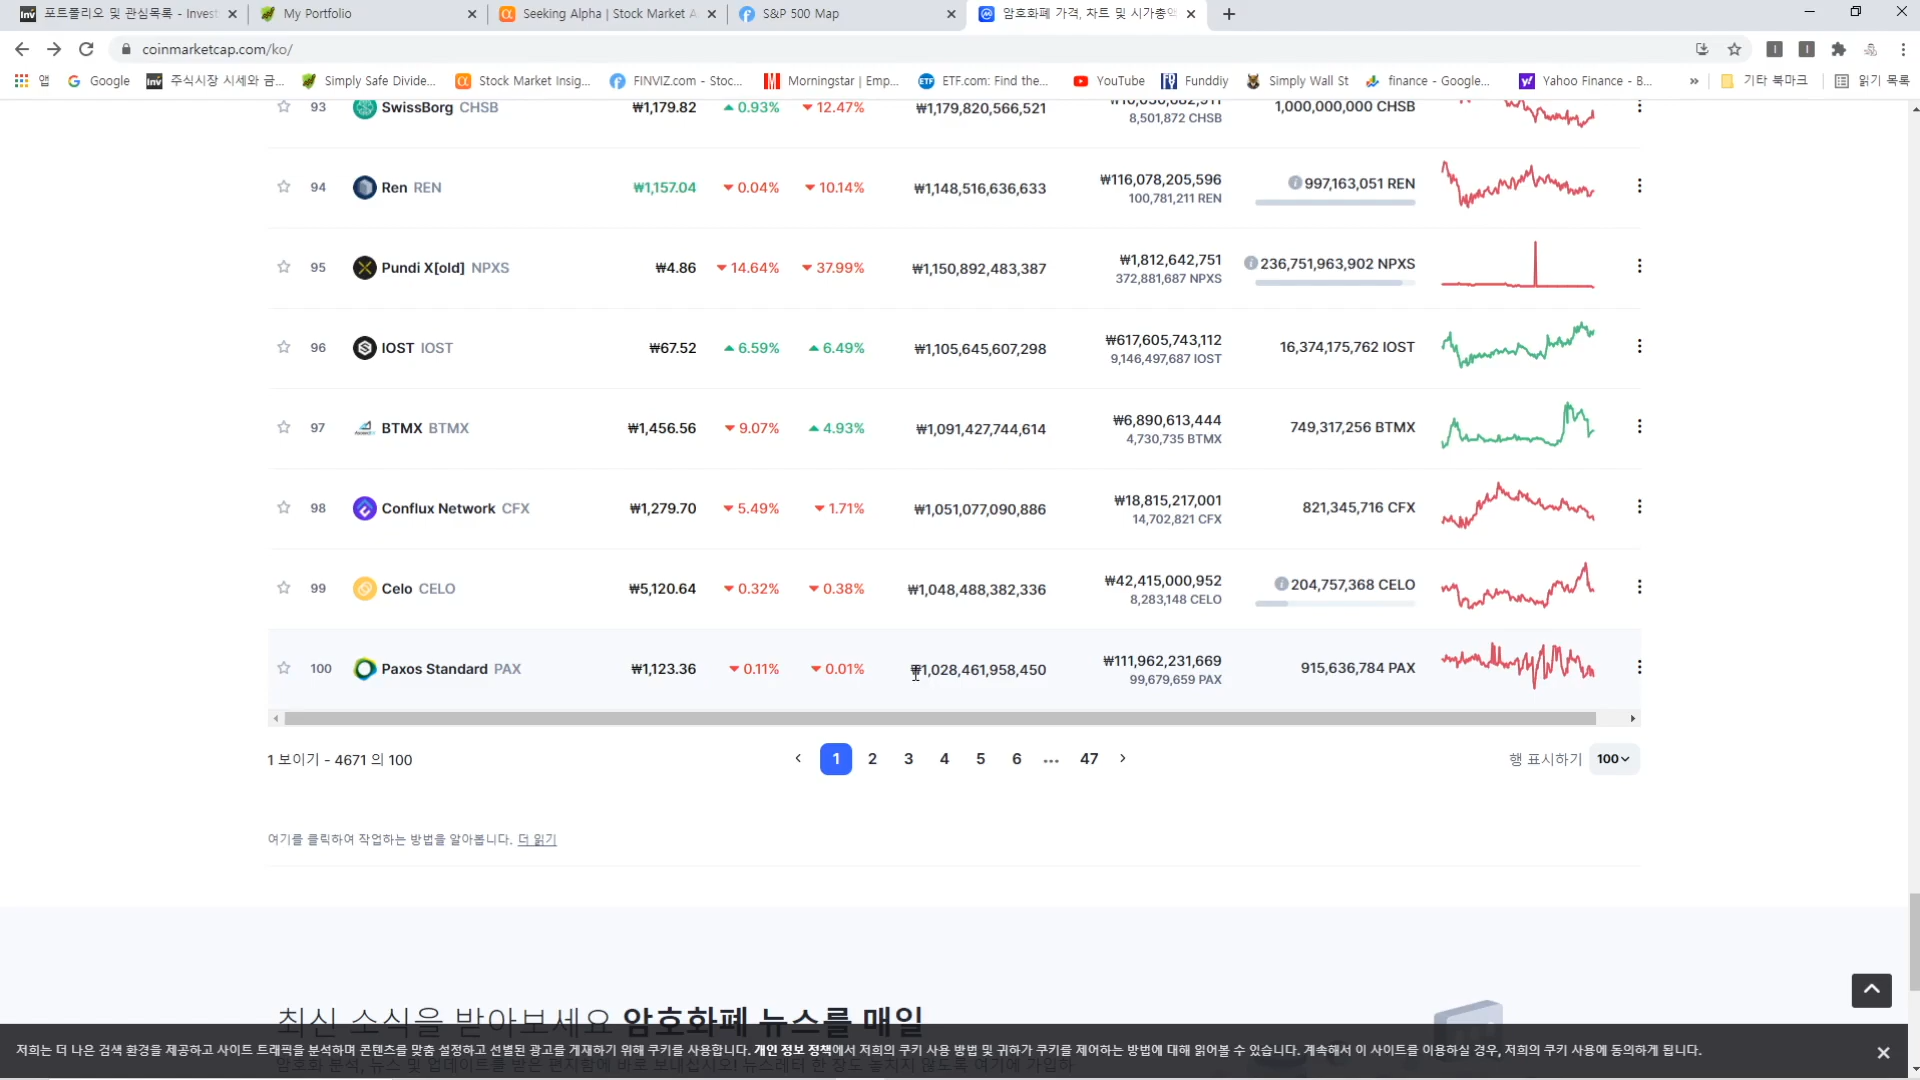 포트폴리오 및 관심목록 - Invest
My Portfolio
Seeking Alpha | Stock Market A
S&P 500 Map
암호화폐 가격, 차트 및 시가총액
coinmarketcap.com/ko/
앱
Google
주식시장 시세와 금...
Simply Safe Divide...
Stock Market Insig...
FINVIZ.com - Stoc...
Morningstar | Emp...
ETF.com: Find the...
YouTube
Funddiy
Simply Wall St
finance - Google...
Yahoo Finance - B...
»
기타 북마크
읽기 목록
93 SwissBorg CHSB ₩1,179.82 0.93% 12.47% ₩1,179,820,566,521 1,000,000,000 CHSB
8,501,872 CHSB
94 Ren REN ₩1,157.04 0.04% 10.14% ₩1,148,516,636,633 ₩116,078,205,596 997,163,051 REN
100,781,211 REN
95 Pundi X[old] NPXS ₩4.86 14.64% 37.99% ₩1,150,892,483,387 ₩1,812,642,751 236,751,963,902 NPXS
372,881,687 NPXS
96 IOST IOST ₩67.52 6.59% 6.49% ₩1,105,645,607,298 ₩617,605,743,112 16,374,175,762 IOST
9,146,497,687 IOST
97 BTMX BTMX ₩1,456.56 9.07% 4.93% ₩1,091,427,744,614 ₩6,890,613,444 749,317,256 BTMX
4,730,735 BTMX
98 Conflux Network CFX ₩1,279.70 5.49% 1.71% ₩1,051,077,090,886 ₩18,815,217,001 821,345,716 CFX
14,702,821 CFX
99 Celo CELO ₩5,120.64 0.32% 0.38% ₩1,048,488,382,336 ₩42,415,000,952 204,757,368 CELO
8,283,148 CELO
100 Paxos Standard PAX ₩1,123.36 0.11% 0.01% ₩1,028,461,958,450 ₩111,962,231,669 915,636,784 PAX
99,679,659 PAX
1 보이기 - 4671 의 100
1 2 3 4 5 6 ... 47
행 표시하기 100
여기를 클릭하여 작업하는 방법을 알아봅니다. 더 읽기
최신 소식을 받아보세요 암호화폐 뉴스를 매일
저희는 더 나은 검색 환경을 제공하고 사이트 트래픽을 분석하며 콘텐츠를 맞춤 설정하고 선별된 광고를 게재하기 위해 쿠키를 사용합니다. 개인 정보 정책에서 저희의 쿠키 사용 방법 및 귀하가 쿠키를 제어하는 방법에 대해 읽어볼 수 있습니다. 계속해서 이 사이트를 이용하실 경우, 저희의 쿠키 사용에 동의하게 됩니다.